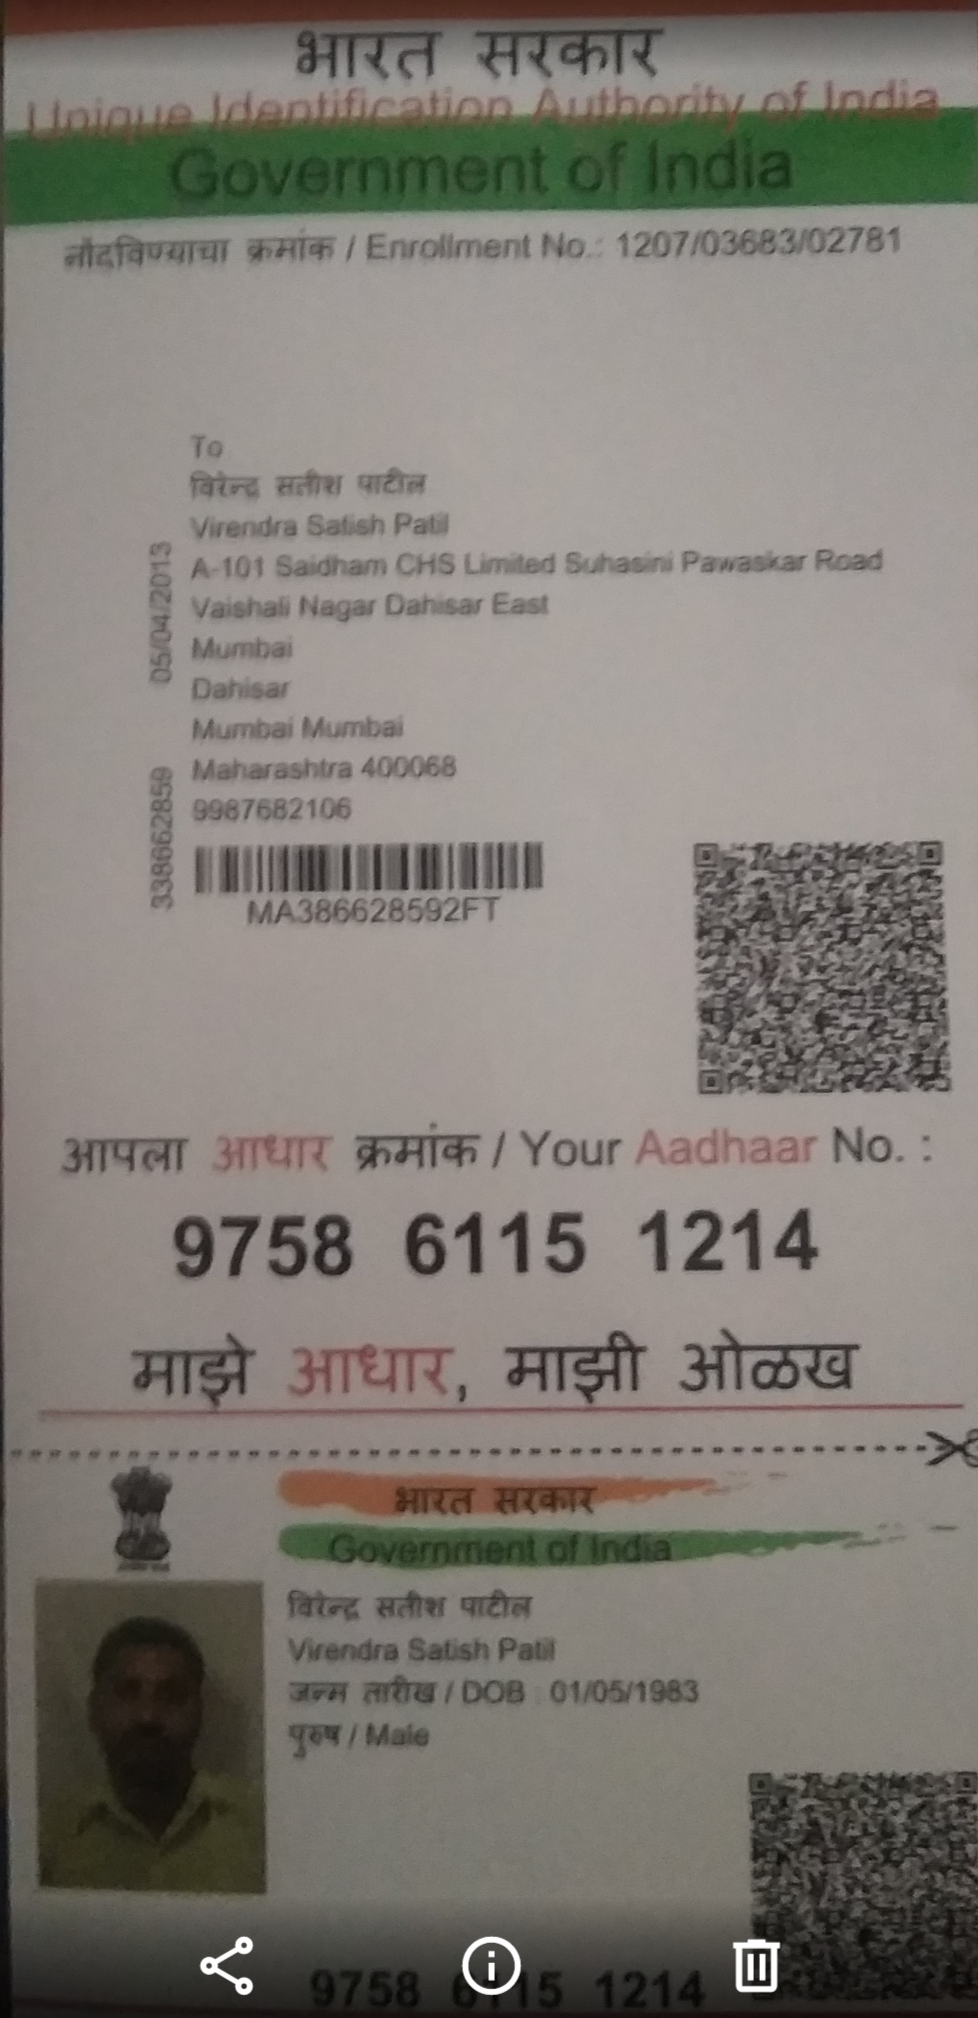 भारत सरकार
Unique Identification Authority of India
Government of India
नोंदविण्याचा क्रमांक / Enrollment No.: 1207/03683/02781
To
विरेन्द्र सतीश पाटील
Virendra Satish Patil
A-101 Saidham CHS Limited Suhasini Pawaskar Road
Vaishali Nagar Dahisar East
Mumbai
Dahisar
Mumbai Mumbai
Maharashtra 400068
9987682106
05/04/2013
338662859
MA386628592FT
आपला आधार क्रमांक / Your Aadhaar No. :
9758 6115 1214
माझे आधार, माझी ओळख
भारत सरकार
Government of India
विरेन्द्र सतीश पाटील
Virendra Satish Patil
जन्म तारीख / DOB : 01/05/1983
पुरुष / Male
9758 6115 1214